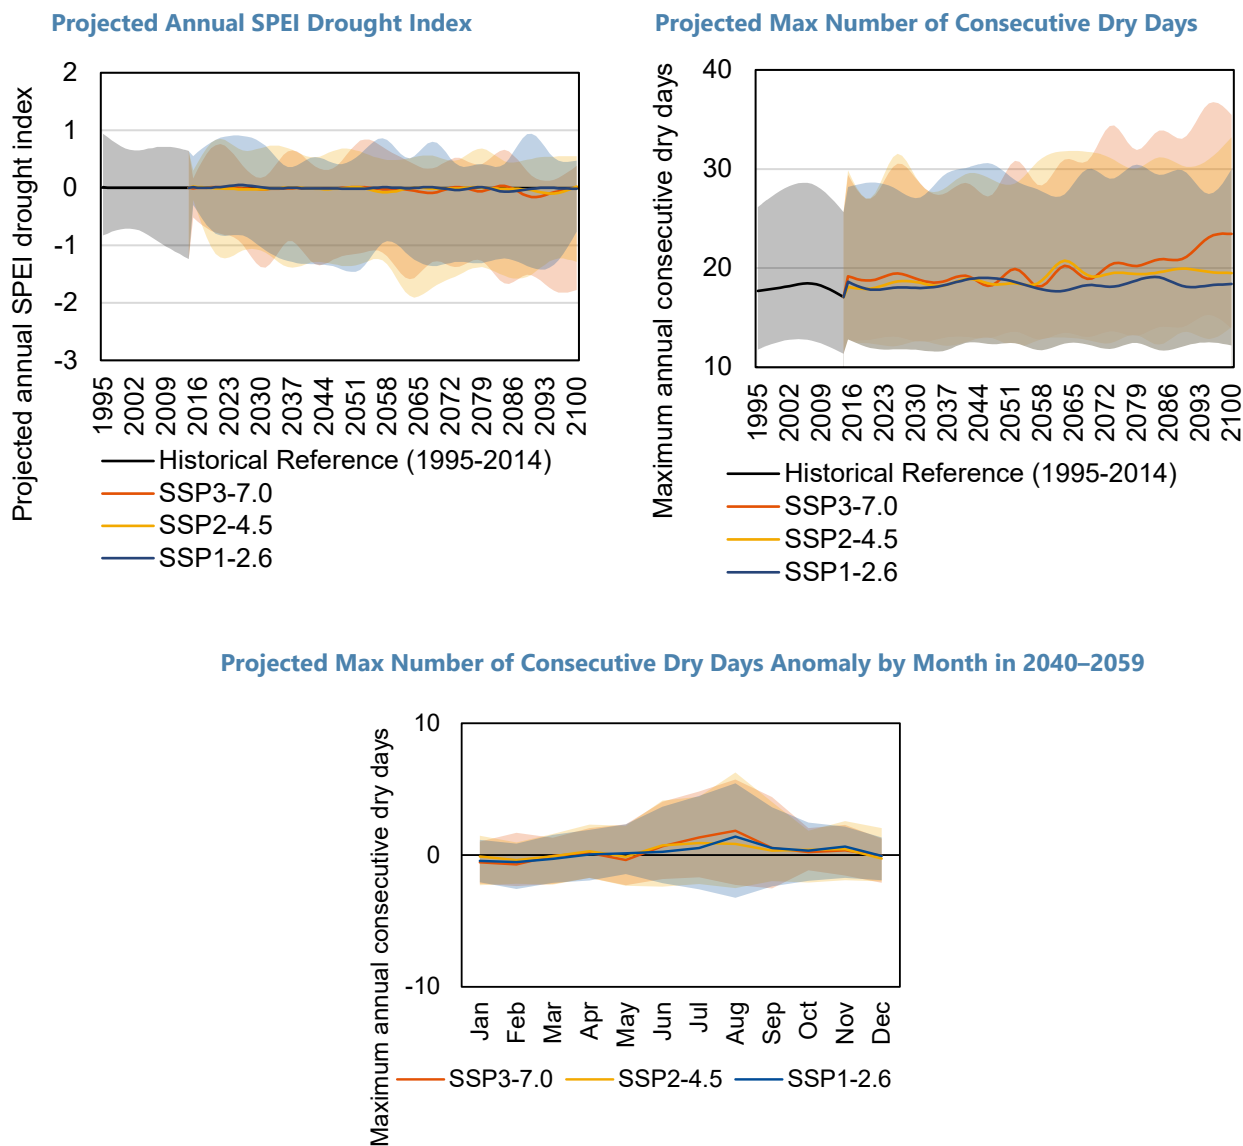 Projected Annual SPEI Drought Index
Projected annual SPEI drought index
2
1
0
-1
-2
-3
1995
2002
2009
2016
2023
2030
2037
2044
2051
2058
2065
2072
2079
2086
2093
2100
Historical Reference (1995-2014)
SSP3-7.0
SSP2-4.5
SSP1-2.6
Projected Max Number of Consecutive Dry Days
Maximum annual consecutive dry days
40
30
20
10
1995
2002
2009
2016
2023
2030
2037
2044
2051
2058
2065
2072
2079
2086
2093
2100
Historical Reference (1995-2014)
SSP3-7.0
SSP2-4.5
SSP1-2.6
Projected Max Number of Consecutive Dry Days Anomaly by Month in 2040–2059
Maximum annual consecutive dry days
10
0
-10
Jan
Feb
Mar
Apr
May
Jun
Jul
Aug
Sep
Oct
Nov
Dec
SSP3-7.0
SSP2-4.5
SSP1-2.6